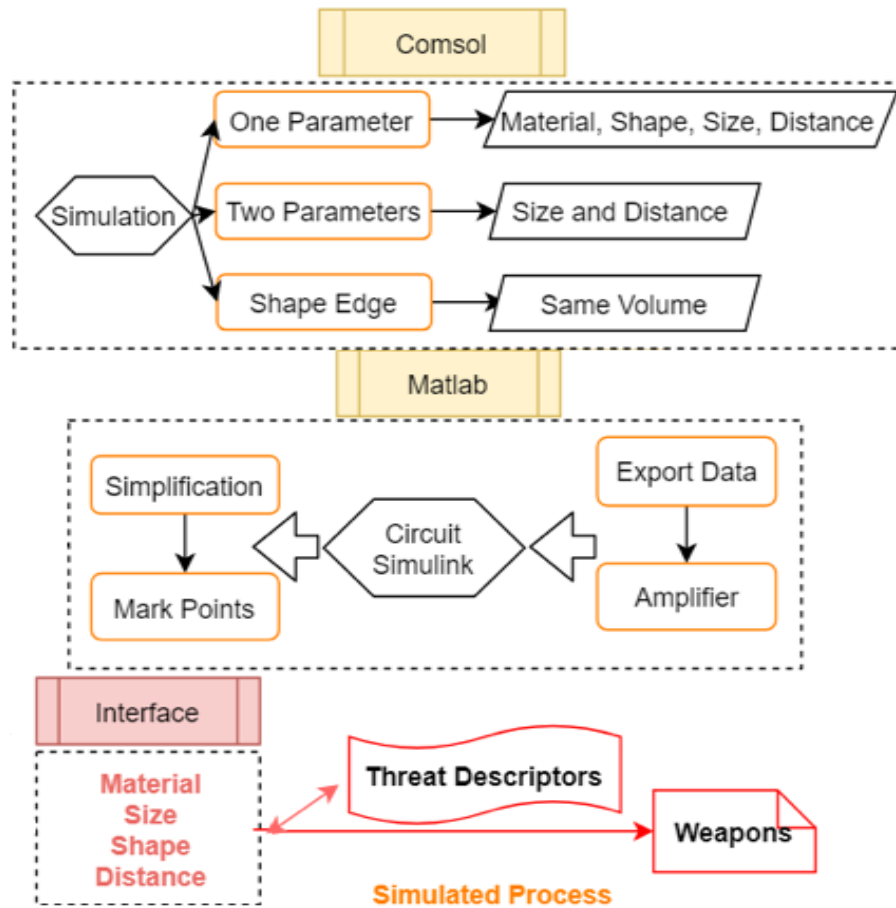 Comsol
One Parameter
Material, Shape, Size, Distance
Simulation
Two Parameters
Size and Distance
Shape Edge
Same Volume
Matlab
Simplification
Export Data
Circuit
Simulink
Mark Points
Amplifier
Interface
Material
Size
Shape
Distance
Threat Descriptors
Weapons
Simulated Process